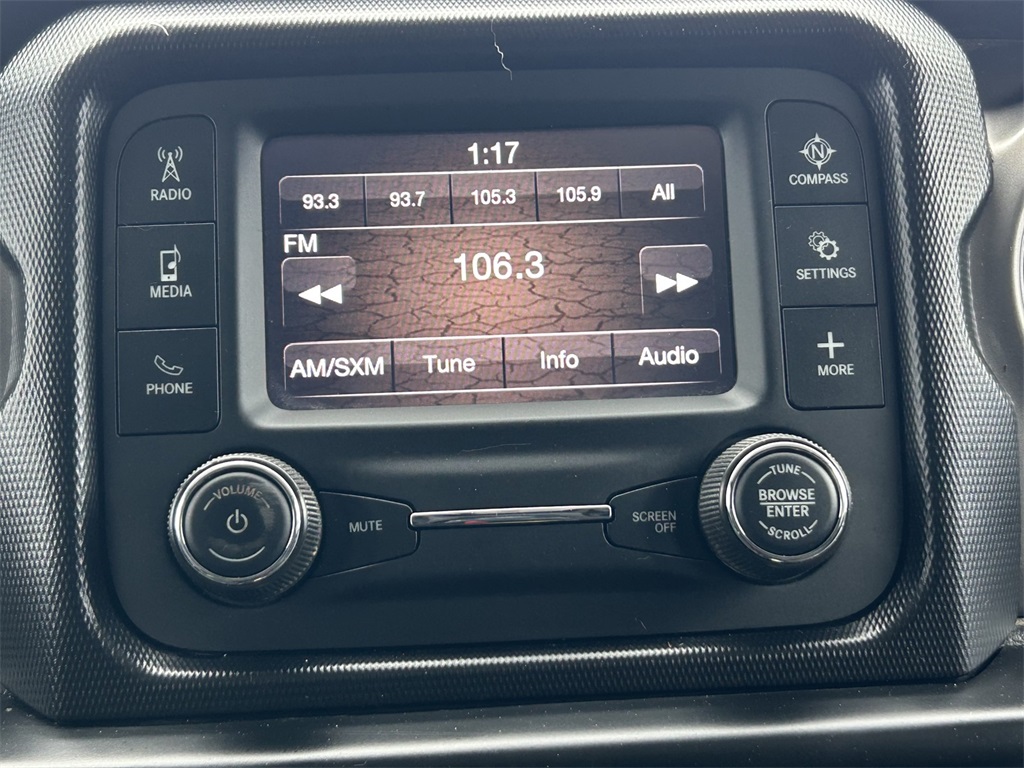 1:17
93.3 93.7 105.3 105.9 All
FM
106.3
AM/SXM Tune Info Audio
RADIO
MEDIA
PHONE
N
COMPASS
SETTINGS
MORE
VOLUME
MUTE
SCREEN
OFF
TUNE
BROWSE
ENTER
SCROLL